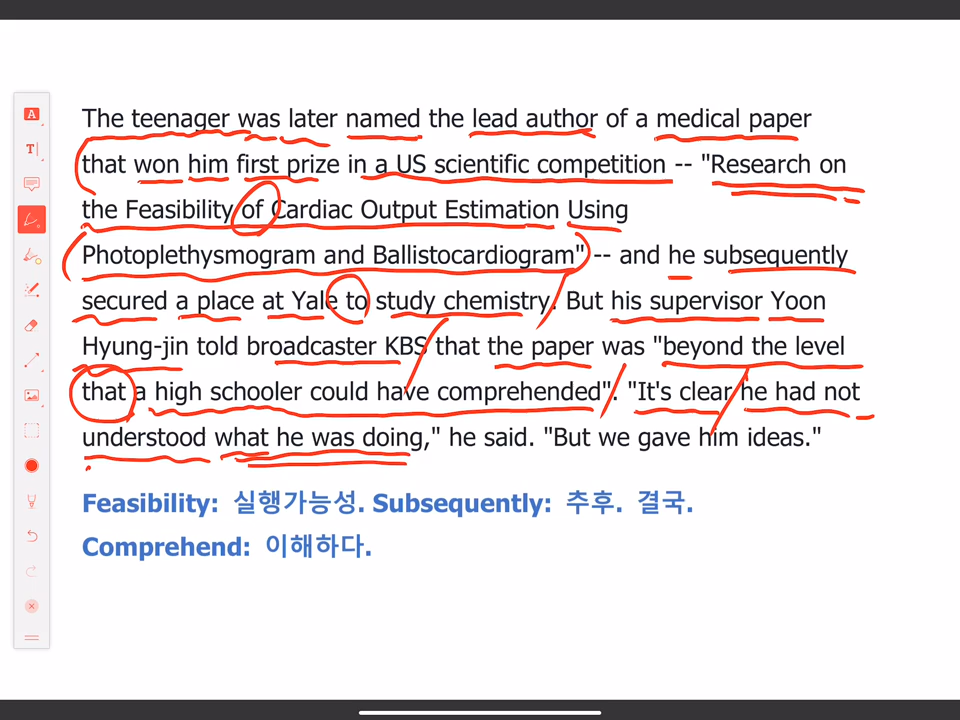 The teenager was later named the lead author of a medical paper
that won him first prize in a US scientific competition -- "Research on
the Feasibility of Cardiac Output Estimation Using
Photoplethysmogram and Ballistocardiogram" -- and he subsequently
secured a place at Yale to study chemistry. But his supervisor Yoon
Hyung-jin told broadcaster KBS that the paper was "beyond the level
that a high schooler could have comprehended". "It's clear he had not
understood what he was doing," he said. "But we gave him ideas."
Feasibility: 실행가능성. Subsequently: 추후. 결국.
Comprehend: 이해하다.